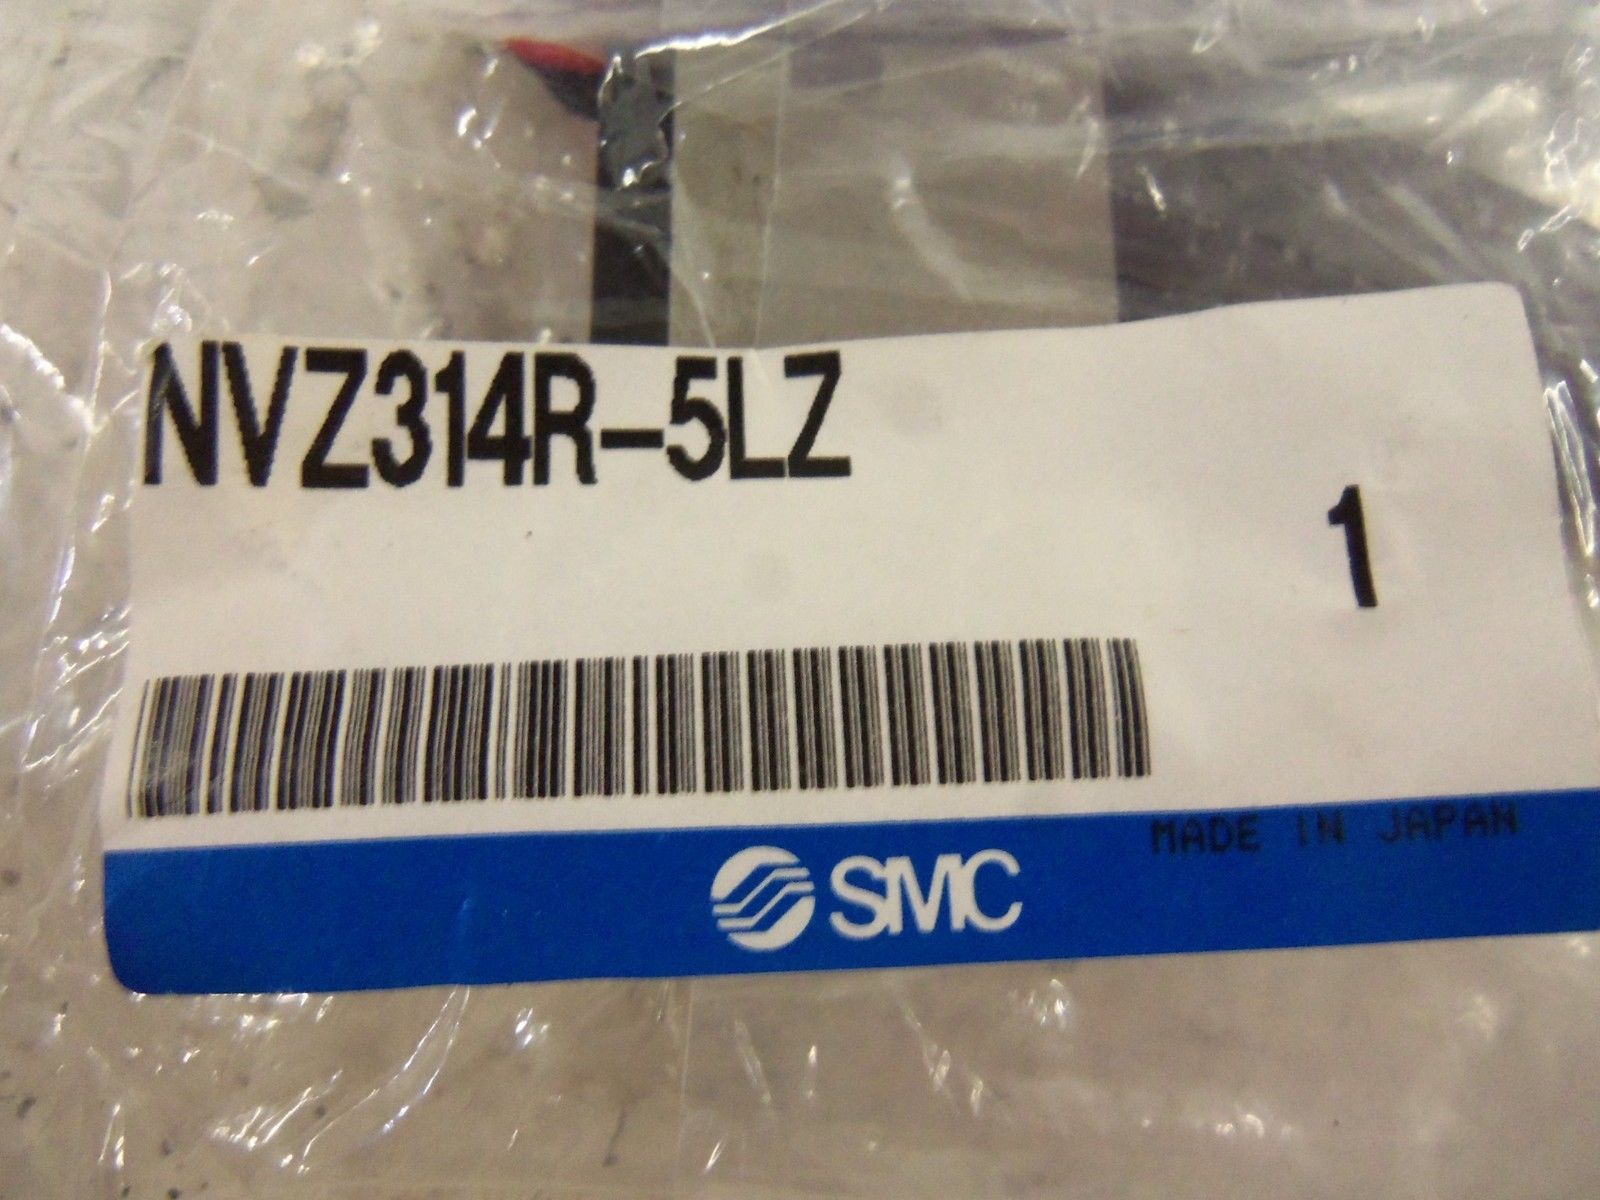 NVZ314R-5LZ
1
MADE IN JAPAN
SMC